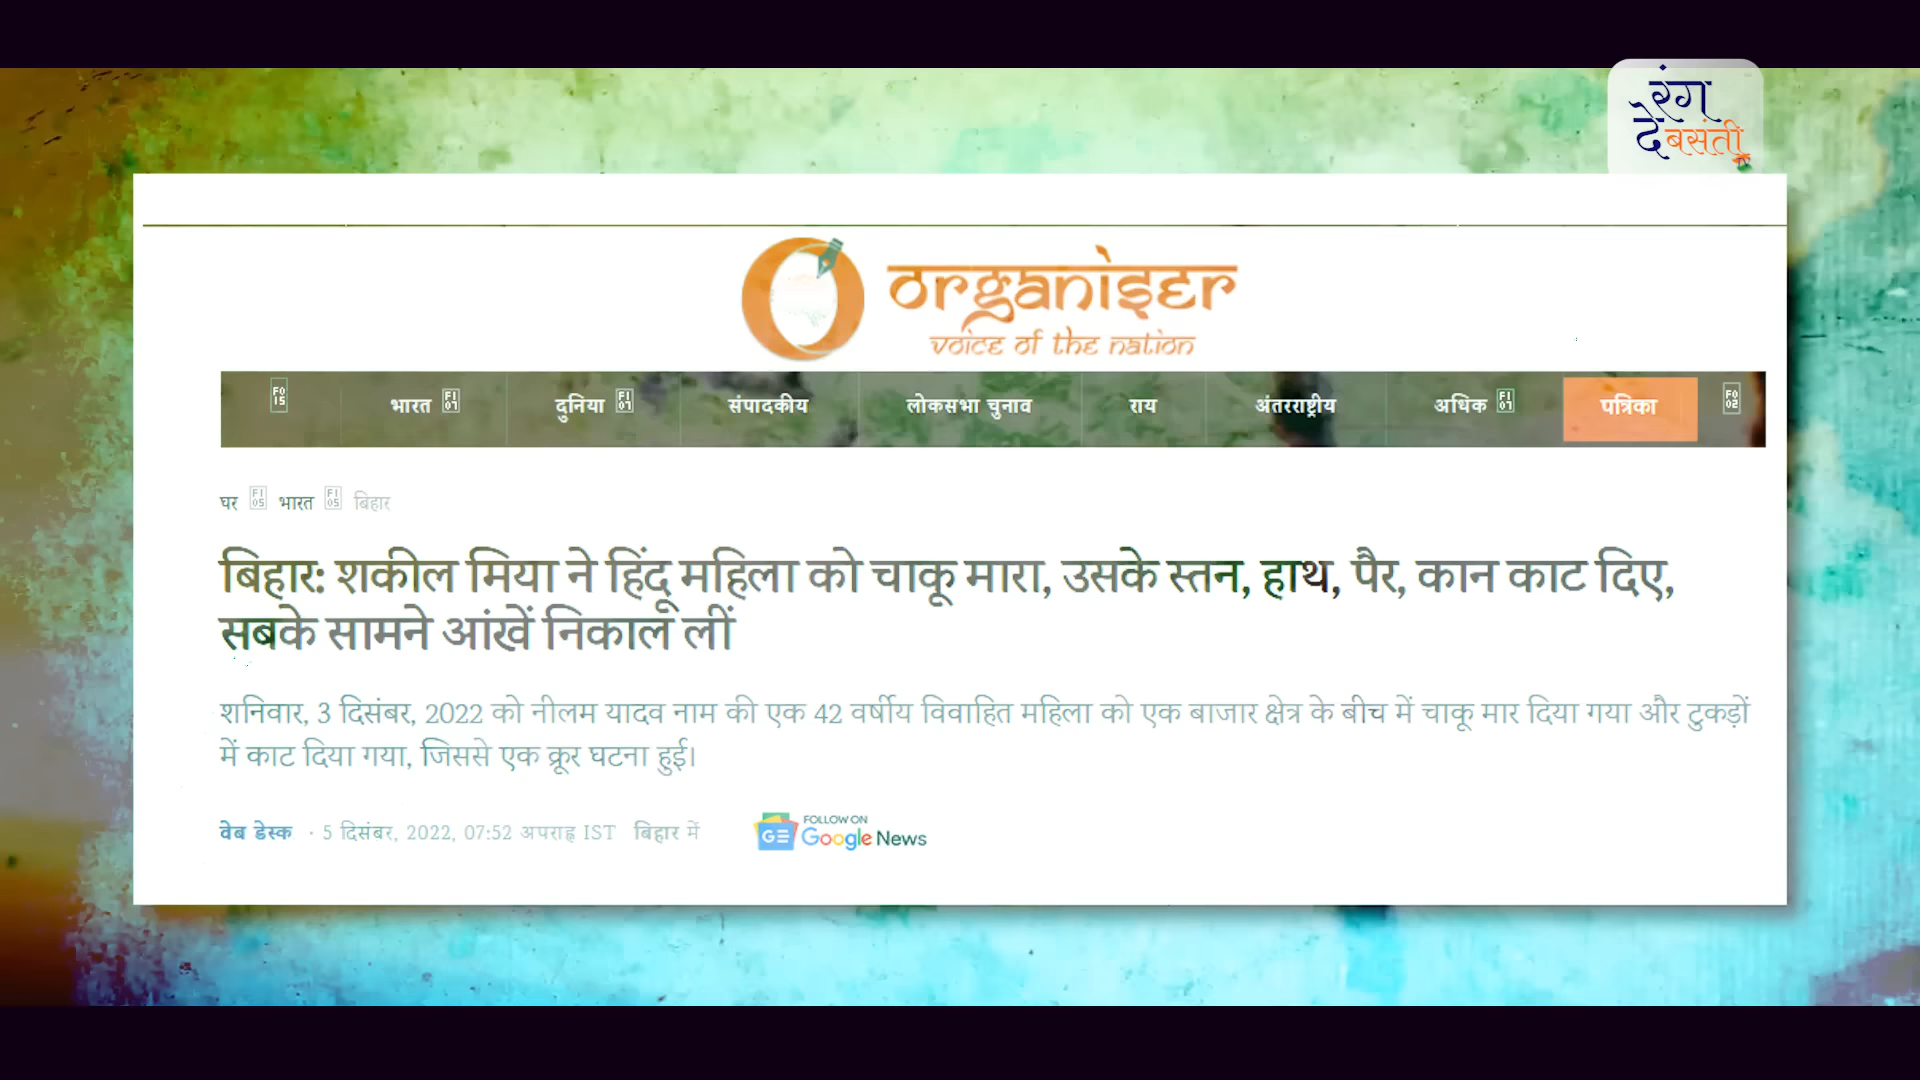 रंग
दे बसंती
organiser
voice of the nation
भारत दुनिया संपादकीय लोकसभा चुनाव राय अंतरराष्ट्रीय अधिक पत्रिका
घर भारत बिहार
बिहार: शकील मिया ने हिंदू महिला को चाकू मारा, उसके स्तन, हाथ, पैर, कान काट दिए,
सबके सामने आंखें निकाल लीं
शनिवार, 3 दिसंबर, 2022 को नीलम यादव नाम की एक 42 वर्षीय विवाहित महिला को एक बाजार क्षेत्र के बीच में चाकू मार दिया गया और टुकड़ों
में काट दिया गया, जिससे एक क्रूर घटना हुई।
वेब डेस्क · 5 दिसंबर, 2022, 07:52 अपराह्न IST बिहार में
FOLLOW ON
GE Google News